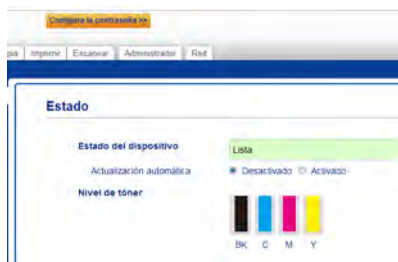 Configure la contraseña >>
pia Imprimir Escanear Administrador Red
Estado
Estado del dispositivo Lista
Actualización automática Desactivado Activado
Nivel de tóner
BK C M Y